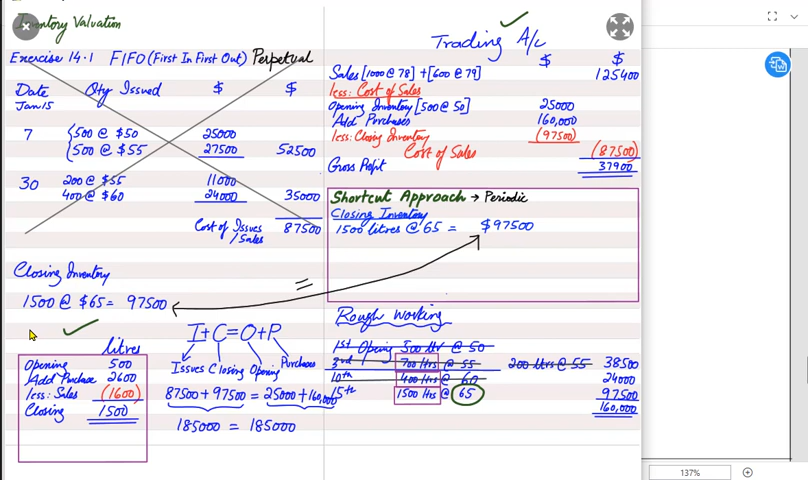 Inventory Valuation
Exercise 14.1 FIFO (First In First Out) Perpetual
Date Qty Issued $ $
Jan 15
7 500 @ $50 25000
500 @ $55 27500 52500
30 200 @ $55 11000
400 @ $60 24000 35000
Cost of Issues 87500
/Sales
Closing Inventory
1500 @ $65 = 97500
litres
Opening 500
Add Purchase 2600
less: Sales (1600)
Closing 1500
I + C = O + P
Issues Closing Opening Purchases
87500 + 97500 = 25000 + 160,000
185000 = 185000
Trading A/c
$ $
Sales [1000 @ 78] + [600 @ 79] 125400
less: Cost of Sales
Opening Inventory [500 @ 50] 25000
Add Purchases 160,000
less: Closing Inventory (97500)
Cost of Sales (87500)
Gross Profit 37900
Shortcut Approach → Periodic
Closing Inventory
1500 litres @ 65 = $97500
=
Rough Working
1st Opening 500 ltr @ 50
3rd 700 ltrs @ 55 200 ltrs @ 55 38500
10th 400 ltrs @ 60 24000
15th 1500 ltrs @ 65 97500
160,000
137%